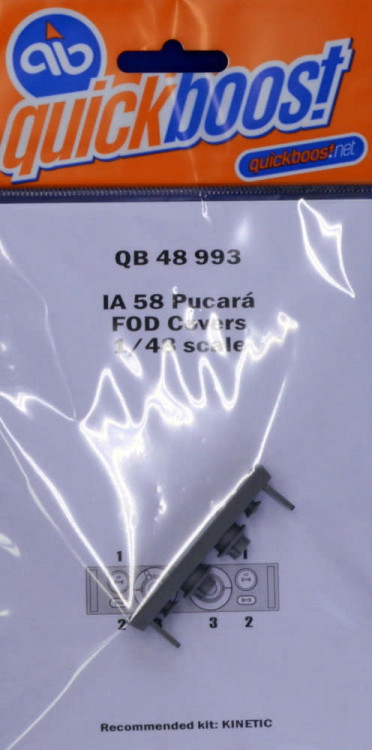 qb
quickboost
quickboost.net
QB 48 993
IA 58 Pucará
FOD Covers
1/48 scale
1
1
2
3
2
Recommended kit: KINETIC